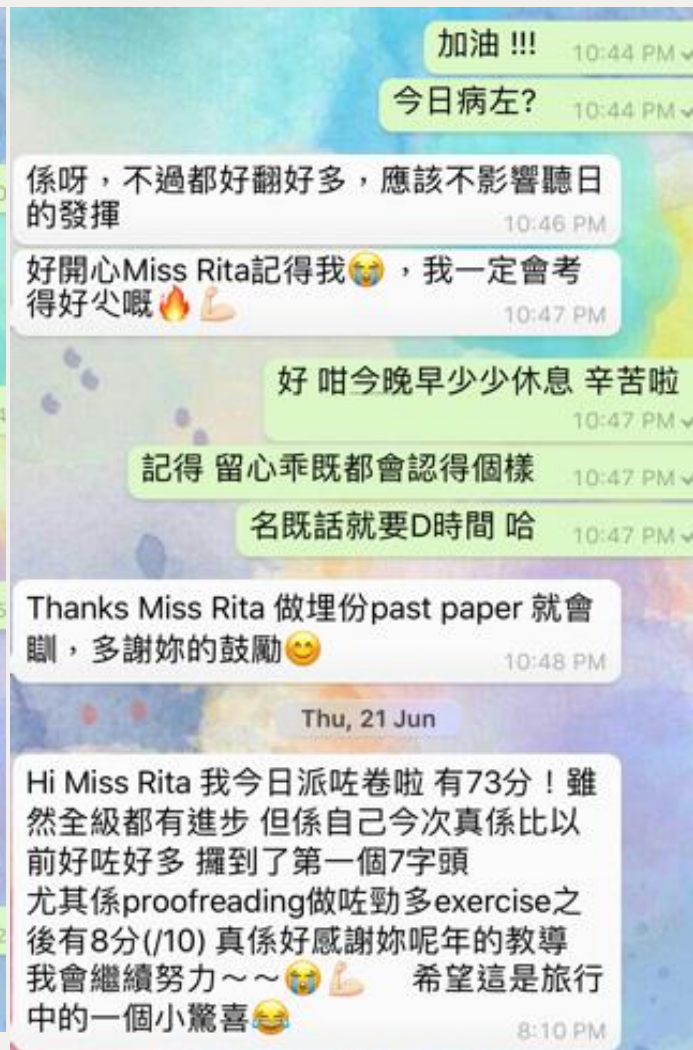 加油 !!! 10:44 PM
今日病左? 10:44 PM
係呀，不過都好翻好多，應該不影響聽日
的發揮 10:46 PM
好開心Miss Rita記得我😭，我一定會考
得好尐嘅🔥💪🏻 10:47 PM
好 咁今晚早少少休息 辛苦啦
10:47 PM
記得 留心乖既都會認得個樣 10:47 PM
名既話就要D時間 哈 10:47 PM
Thanks Miss Rita 做埋份past paper 就會
瞓，多謝妳的鼓勵😊 10:48 PM
Thu, 21 Jun
Hi Miss Rita 我今日派咗卷啦 有73分！雖
然全級都有進步 但係自己今次真係比以
前好咗好多 攞到了第一個7字頭
尤其係proofreading做咗勁多exercise之
後有8分(/10) 真係好感謝妳呢年的教導
我會繼續努力～～😭💪🏻 希望這是旅行
中的一個小驚喜😂 8:10 PM